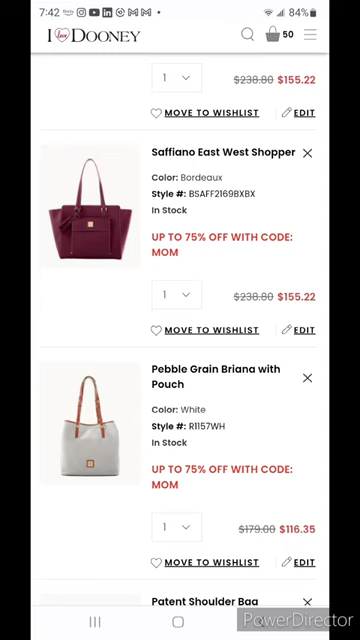 7:42
84%
I love DOONEY
50
1
$238.80 $155.22
MOVE TO WISHLIST
EDIT
Saffiano East West Shopper
Color: Bordeaux
Style #: BSAFF2169BXBX
In Stock
UP TO 75% OFF WITH CODE:
MOM
1
$238.80 $155.22
MOVE TO WISHLIST
EDIT
Pebble Grain Briana with
Pouch
Color: White
Style #: R1157WH
In Stock
UP TO 75% OFF WITH CODE:
MOM
1
$179.00 $116.35
MOVE TO WISHLIST
EDIT
Patent Shoulder Bag
PowerDirector